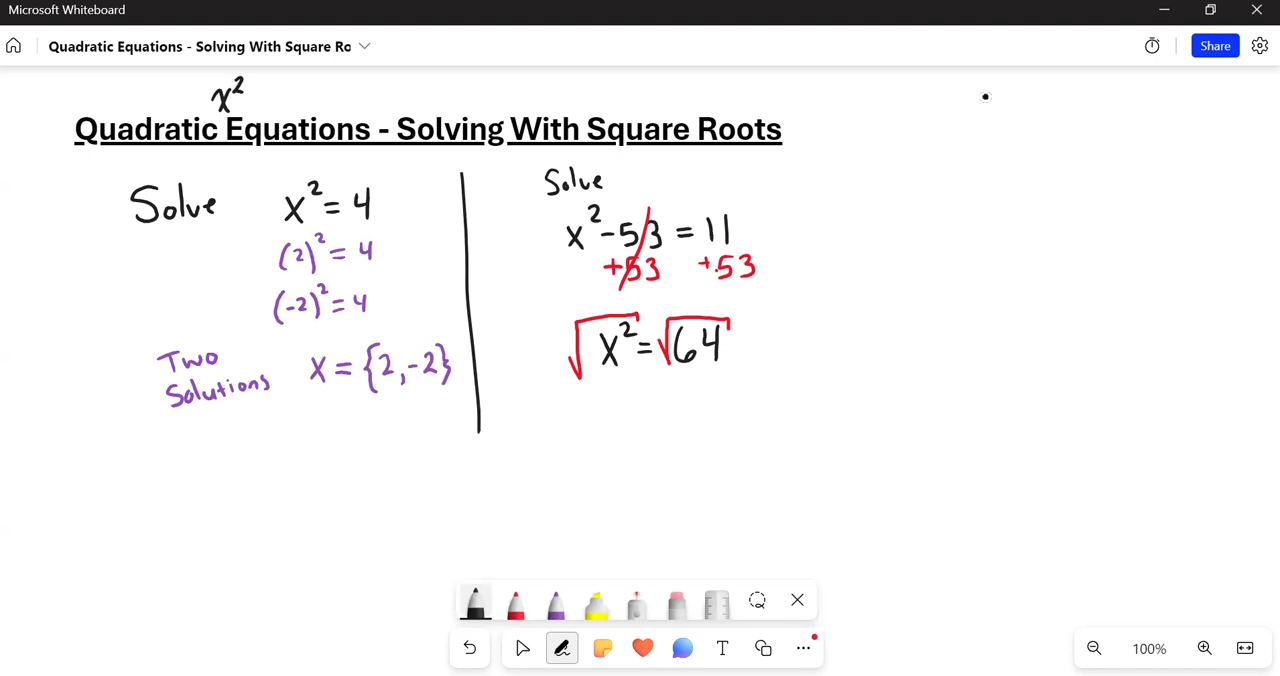 Microsoft Whiteboard
Quadratic Equations - Solving With Square Ro
Share
x²
Quadratic Equations - Solving With Square Roots
Solve x² = 4
(2)² = 4
(-2)² = 4
Two
Solutions
x = {2, -2}
Solve
x² - 53 = 11
+53 +53
√x² = √64
T
100%